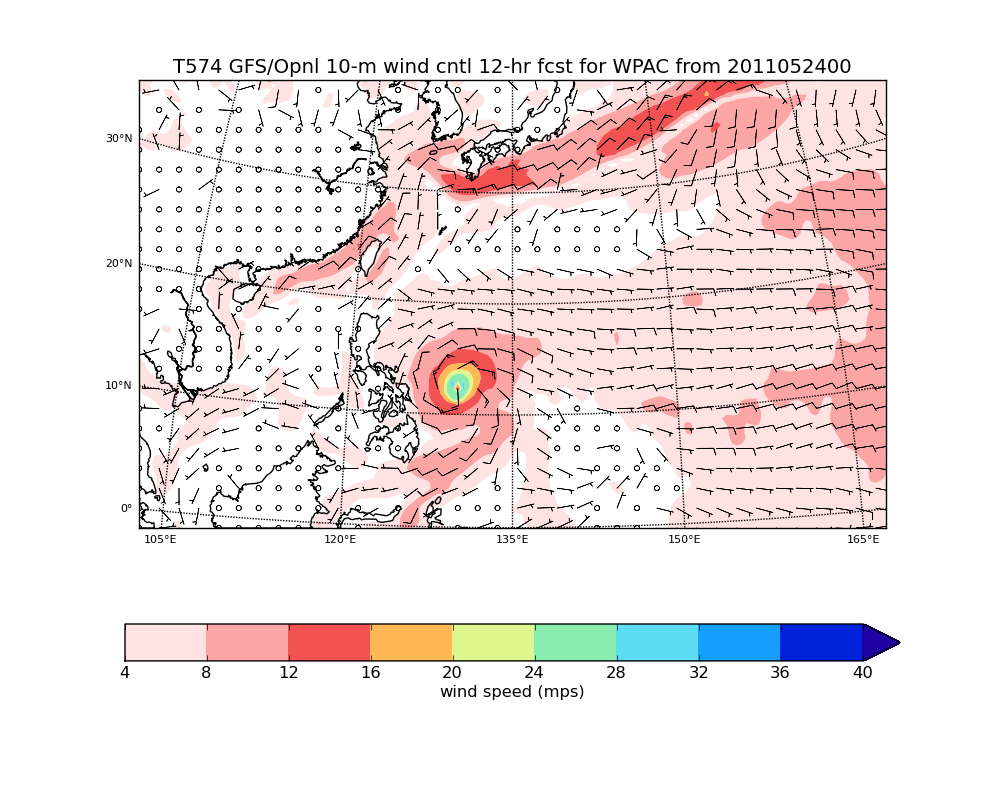 T574 GFS/Opnl 10-m wind cntl 12-hr fcst for WPAC from 2011052400
30°N
20°N
10°N
0°
105°E 120°E 135°E 150°E 165°E
4 8 12 16 20 24 28 32 36 40
wind speed (mps)